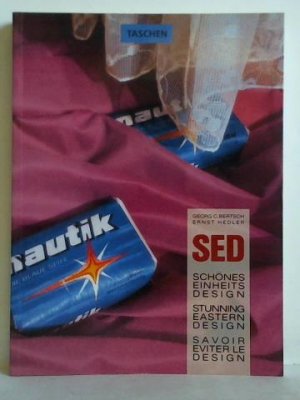 TASCHEN
nautik
GEORG C. BERTSCH
ERNST HEDLER
SED
SCHÖNES
EINHEITS
DESIGN
STUNNING
EASTERN
DESIGN
SAVOIR
EVITER LE
DESIGN
nautik